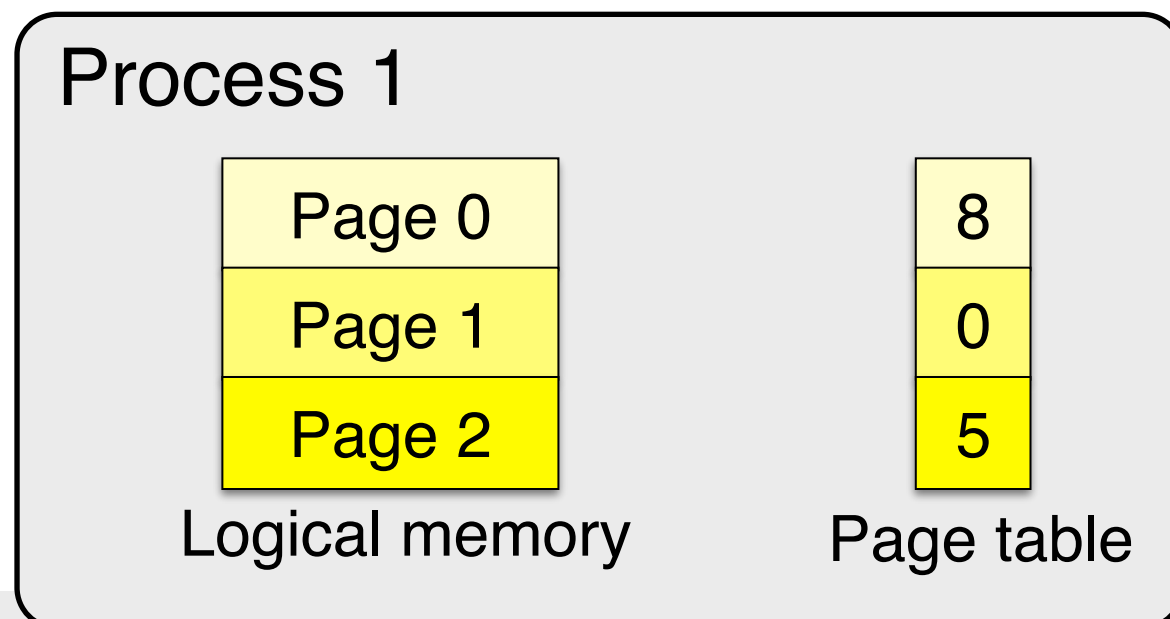 Process 1
Page 0 8
Page 1 0
Page 2 5
Logical memory Page table